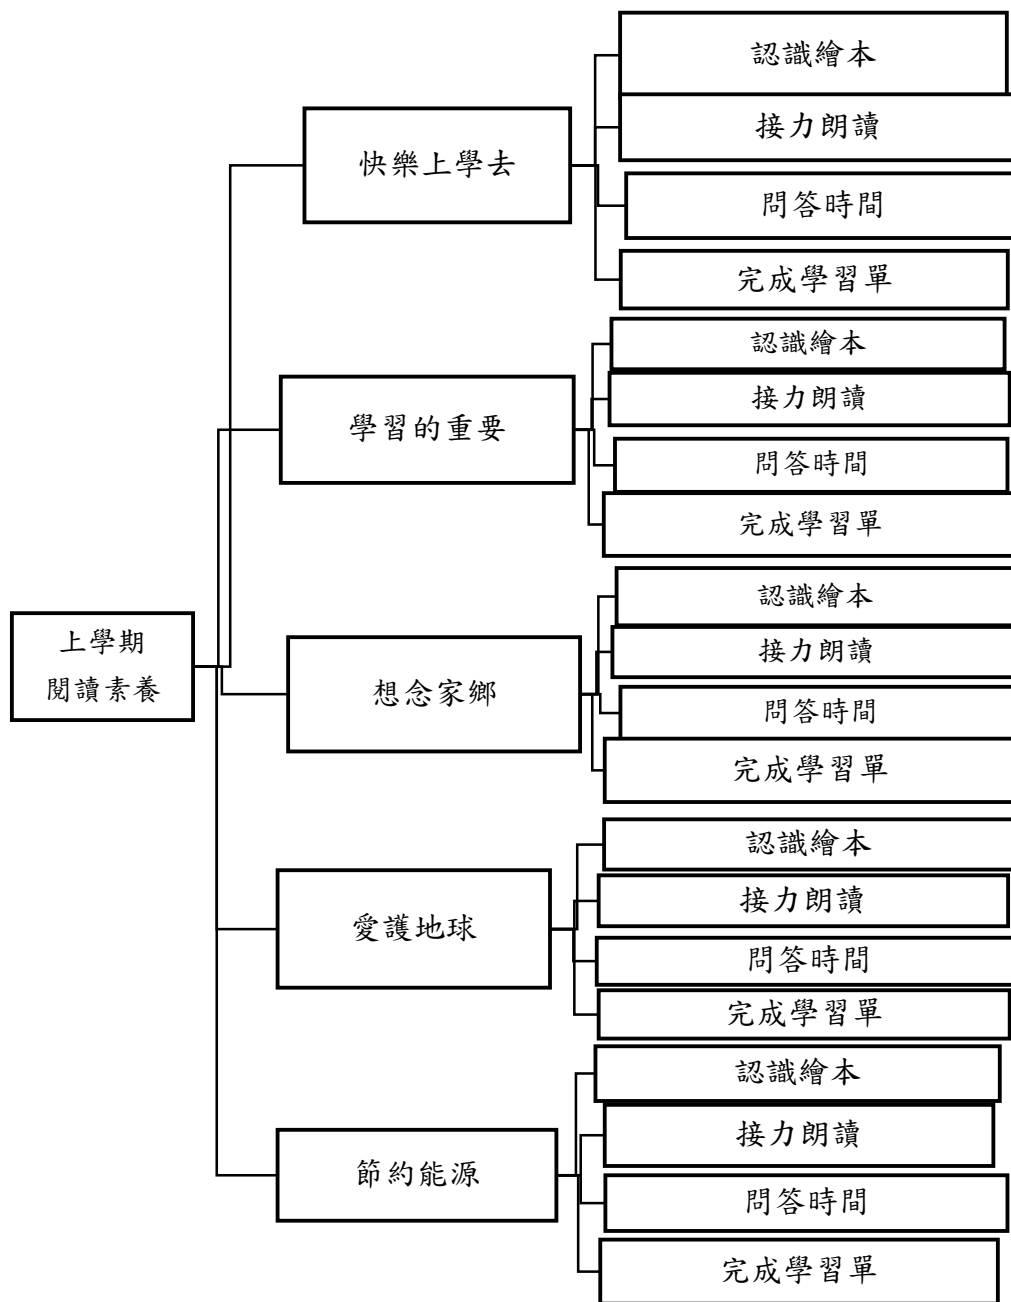 上學期
閱讀素養
快樂上學去
認識繪本
接力朗讀
問答時間
完成學習單
學習的重要
認識繪本
接力朗讀
問答時間
完成學習單
想念家鄉
認識繪本
接力朗讀
問答時間
完成學習單
愛護地球
認識繪本
接力朗讀
問答時間
完成學習單
節約能源
認識繪本
接力朗讀
問答時間
完成學習單